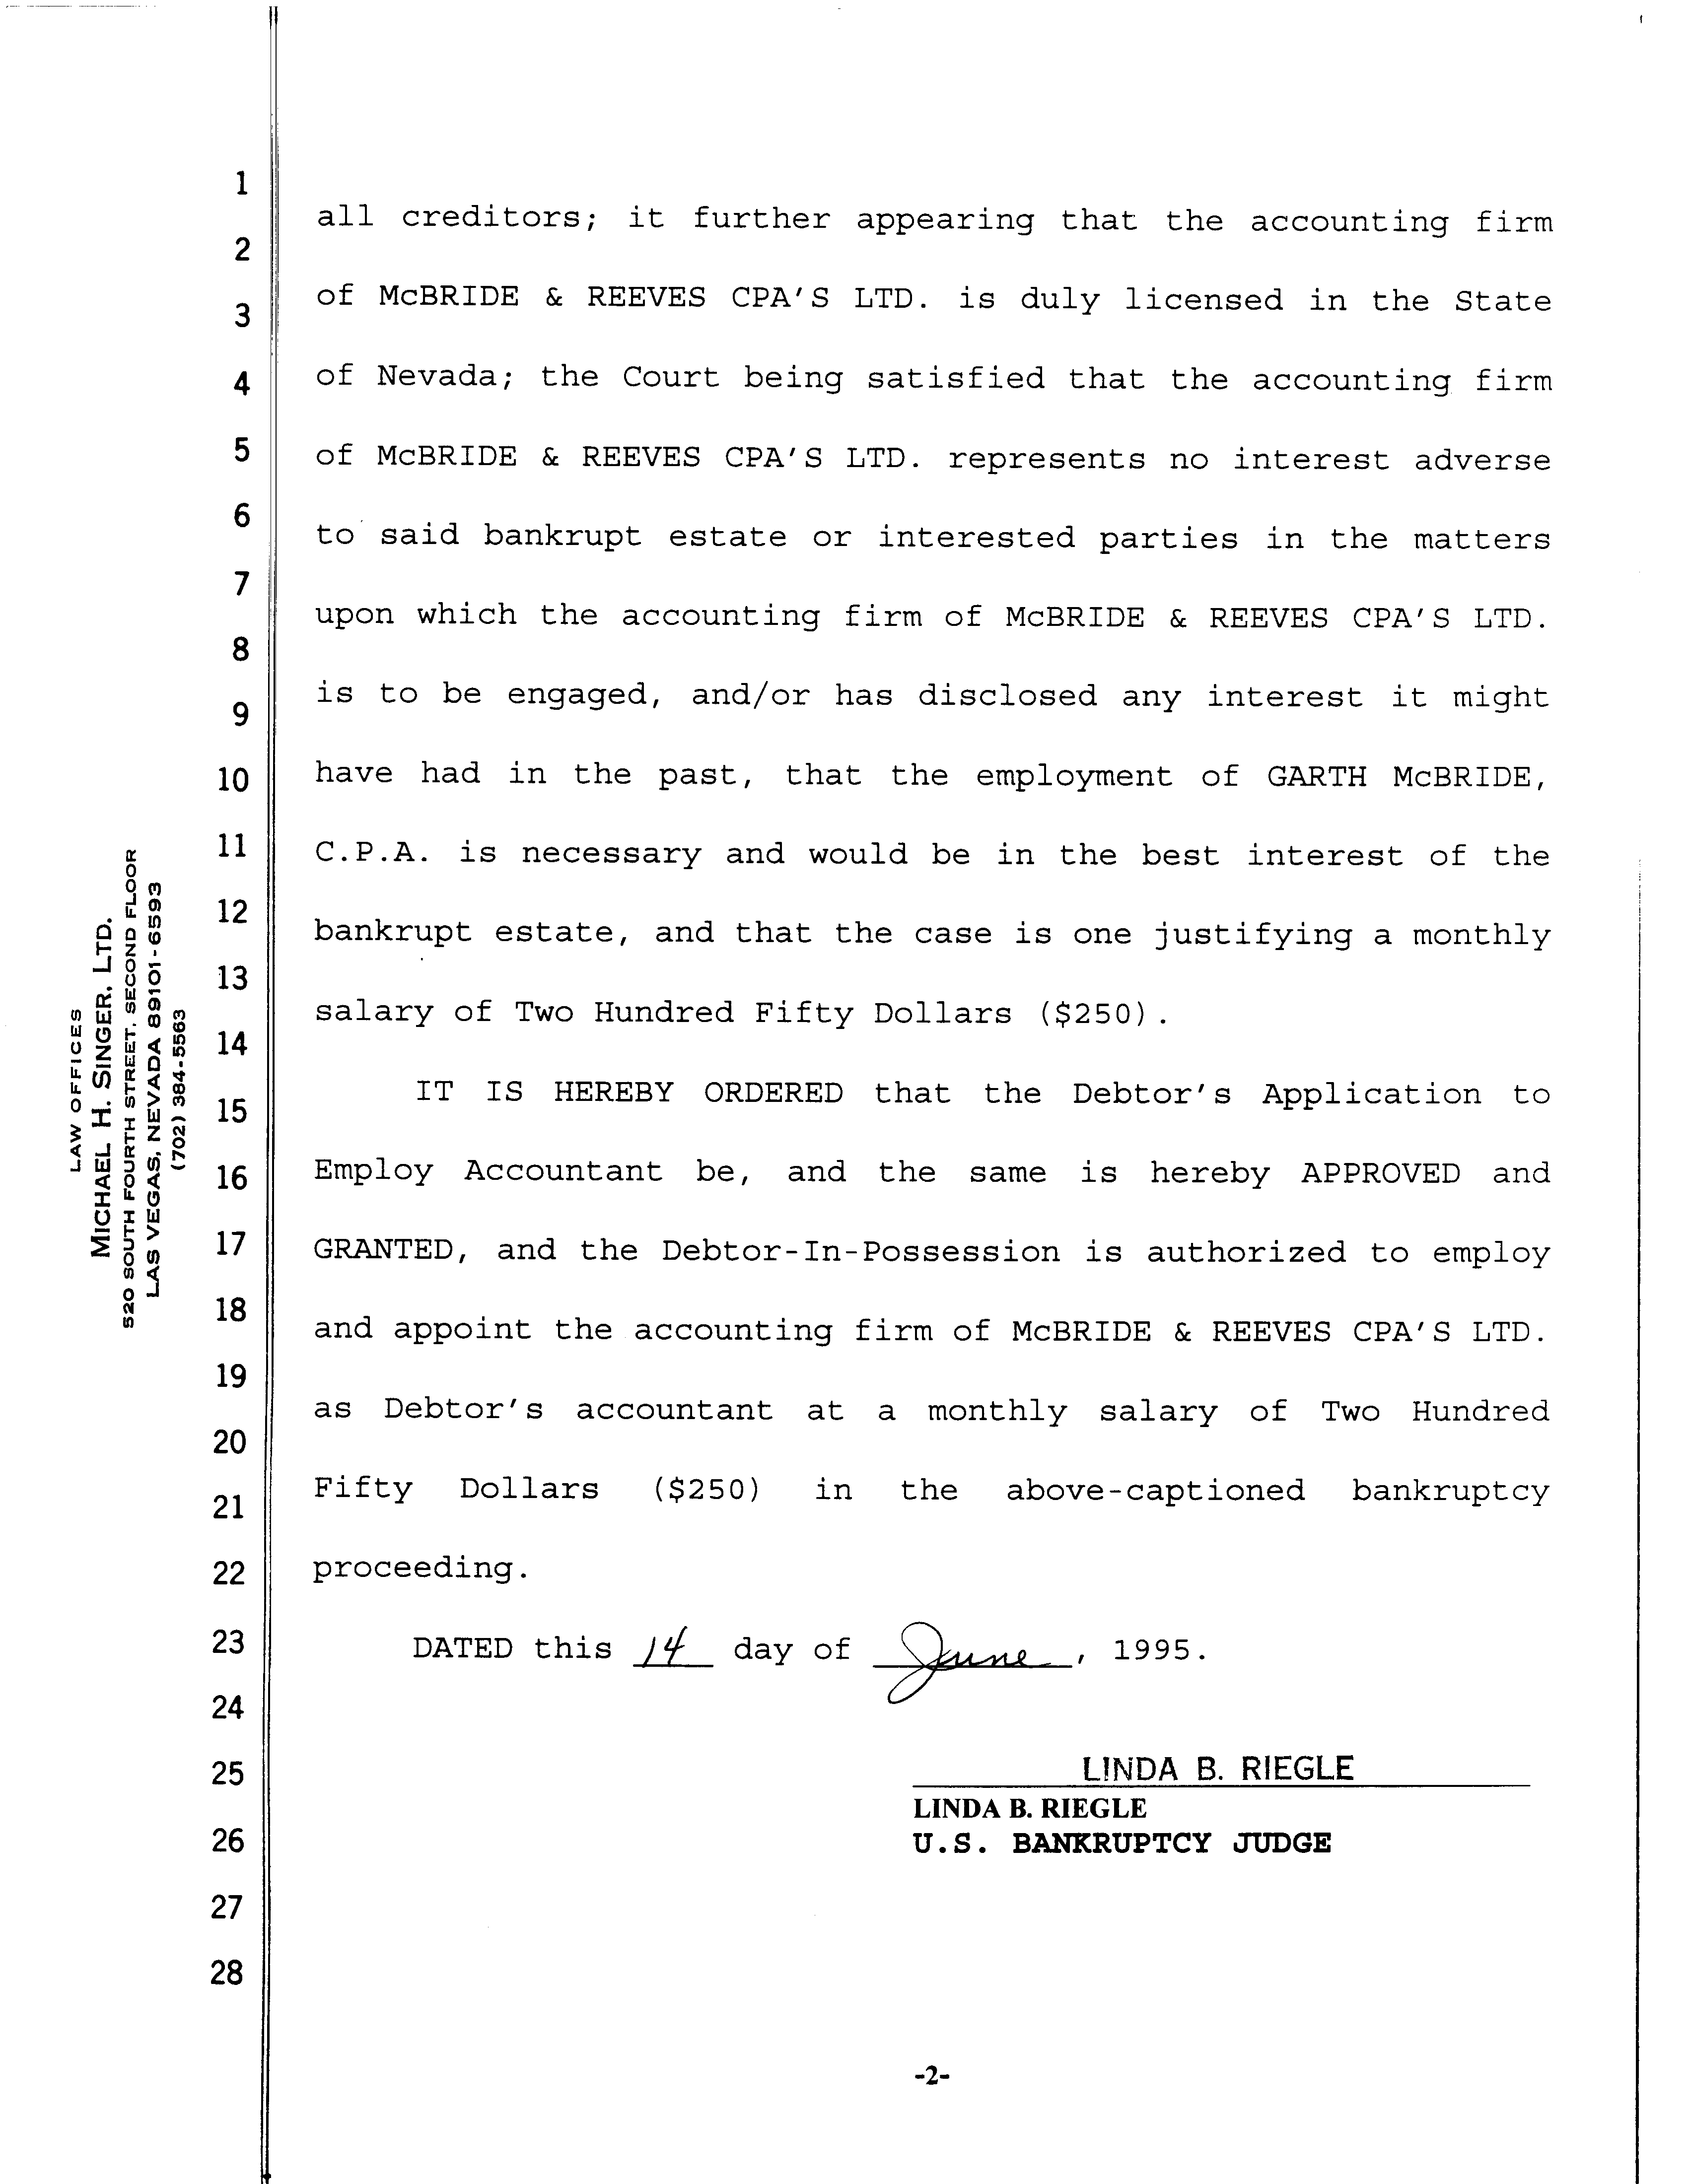 LAW OFFICES
MICHAEL H. SINGER, LTD.
520 SOUTH FOURTH STREET, SECOND FLOOR
LAS VEGAS, NEVADA 89101-6593
(702) 384-5563
1
2
3
4
5
6
7
8
9
10
11
12
13
14
15
16
17
18
19
20
21
22
23
24
25
26
27
28
all creditors; it further appearing that the accounting firm
of McBRIDE & REEVES CPA'S LTD. is duly licensed in the State
of Nevada; the Court being satisfied that the accounting firm
of McBRIDE & REEVES CPA'S LTD. represents no interest adverse
to said bankrupt estate or interested parties in the matters
upon which the accounting firm of McBRIDE & REEVES CPA'S LTD.
is to be engaged, and/or has disclosed any interest it might
have had in the past, that the employment of GARTH McBRIDE,
C.P.A. is necessary and would be in the best interest of the
bankrupt estate, and that the case is one justifying a monthly
salary of Two Hundred Fifty Dollars ($250).
IT IS HEREBY ORDERED that the Debtor's Application to
Employ Accountant be, and the same is hereby APPROVED and
GRANTED, and the Debtor-In-Possession is authorized to employ
and appoint the accounting firm of McBRIDE & REEVES CPA'S LTD.
as Debtor's accountant at a monthly salary of Two Hundred
Fifty Dollars ($250) in the above-captioned bankruptcy
proceeding.
DATED this 14 day of June, 1995.
LINDA B. RIEGLE
LINDA B. RIEGLE
U.S. BANKRUPTCY JUDGE
-2-